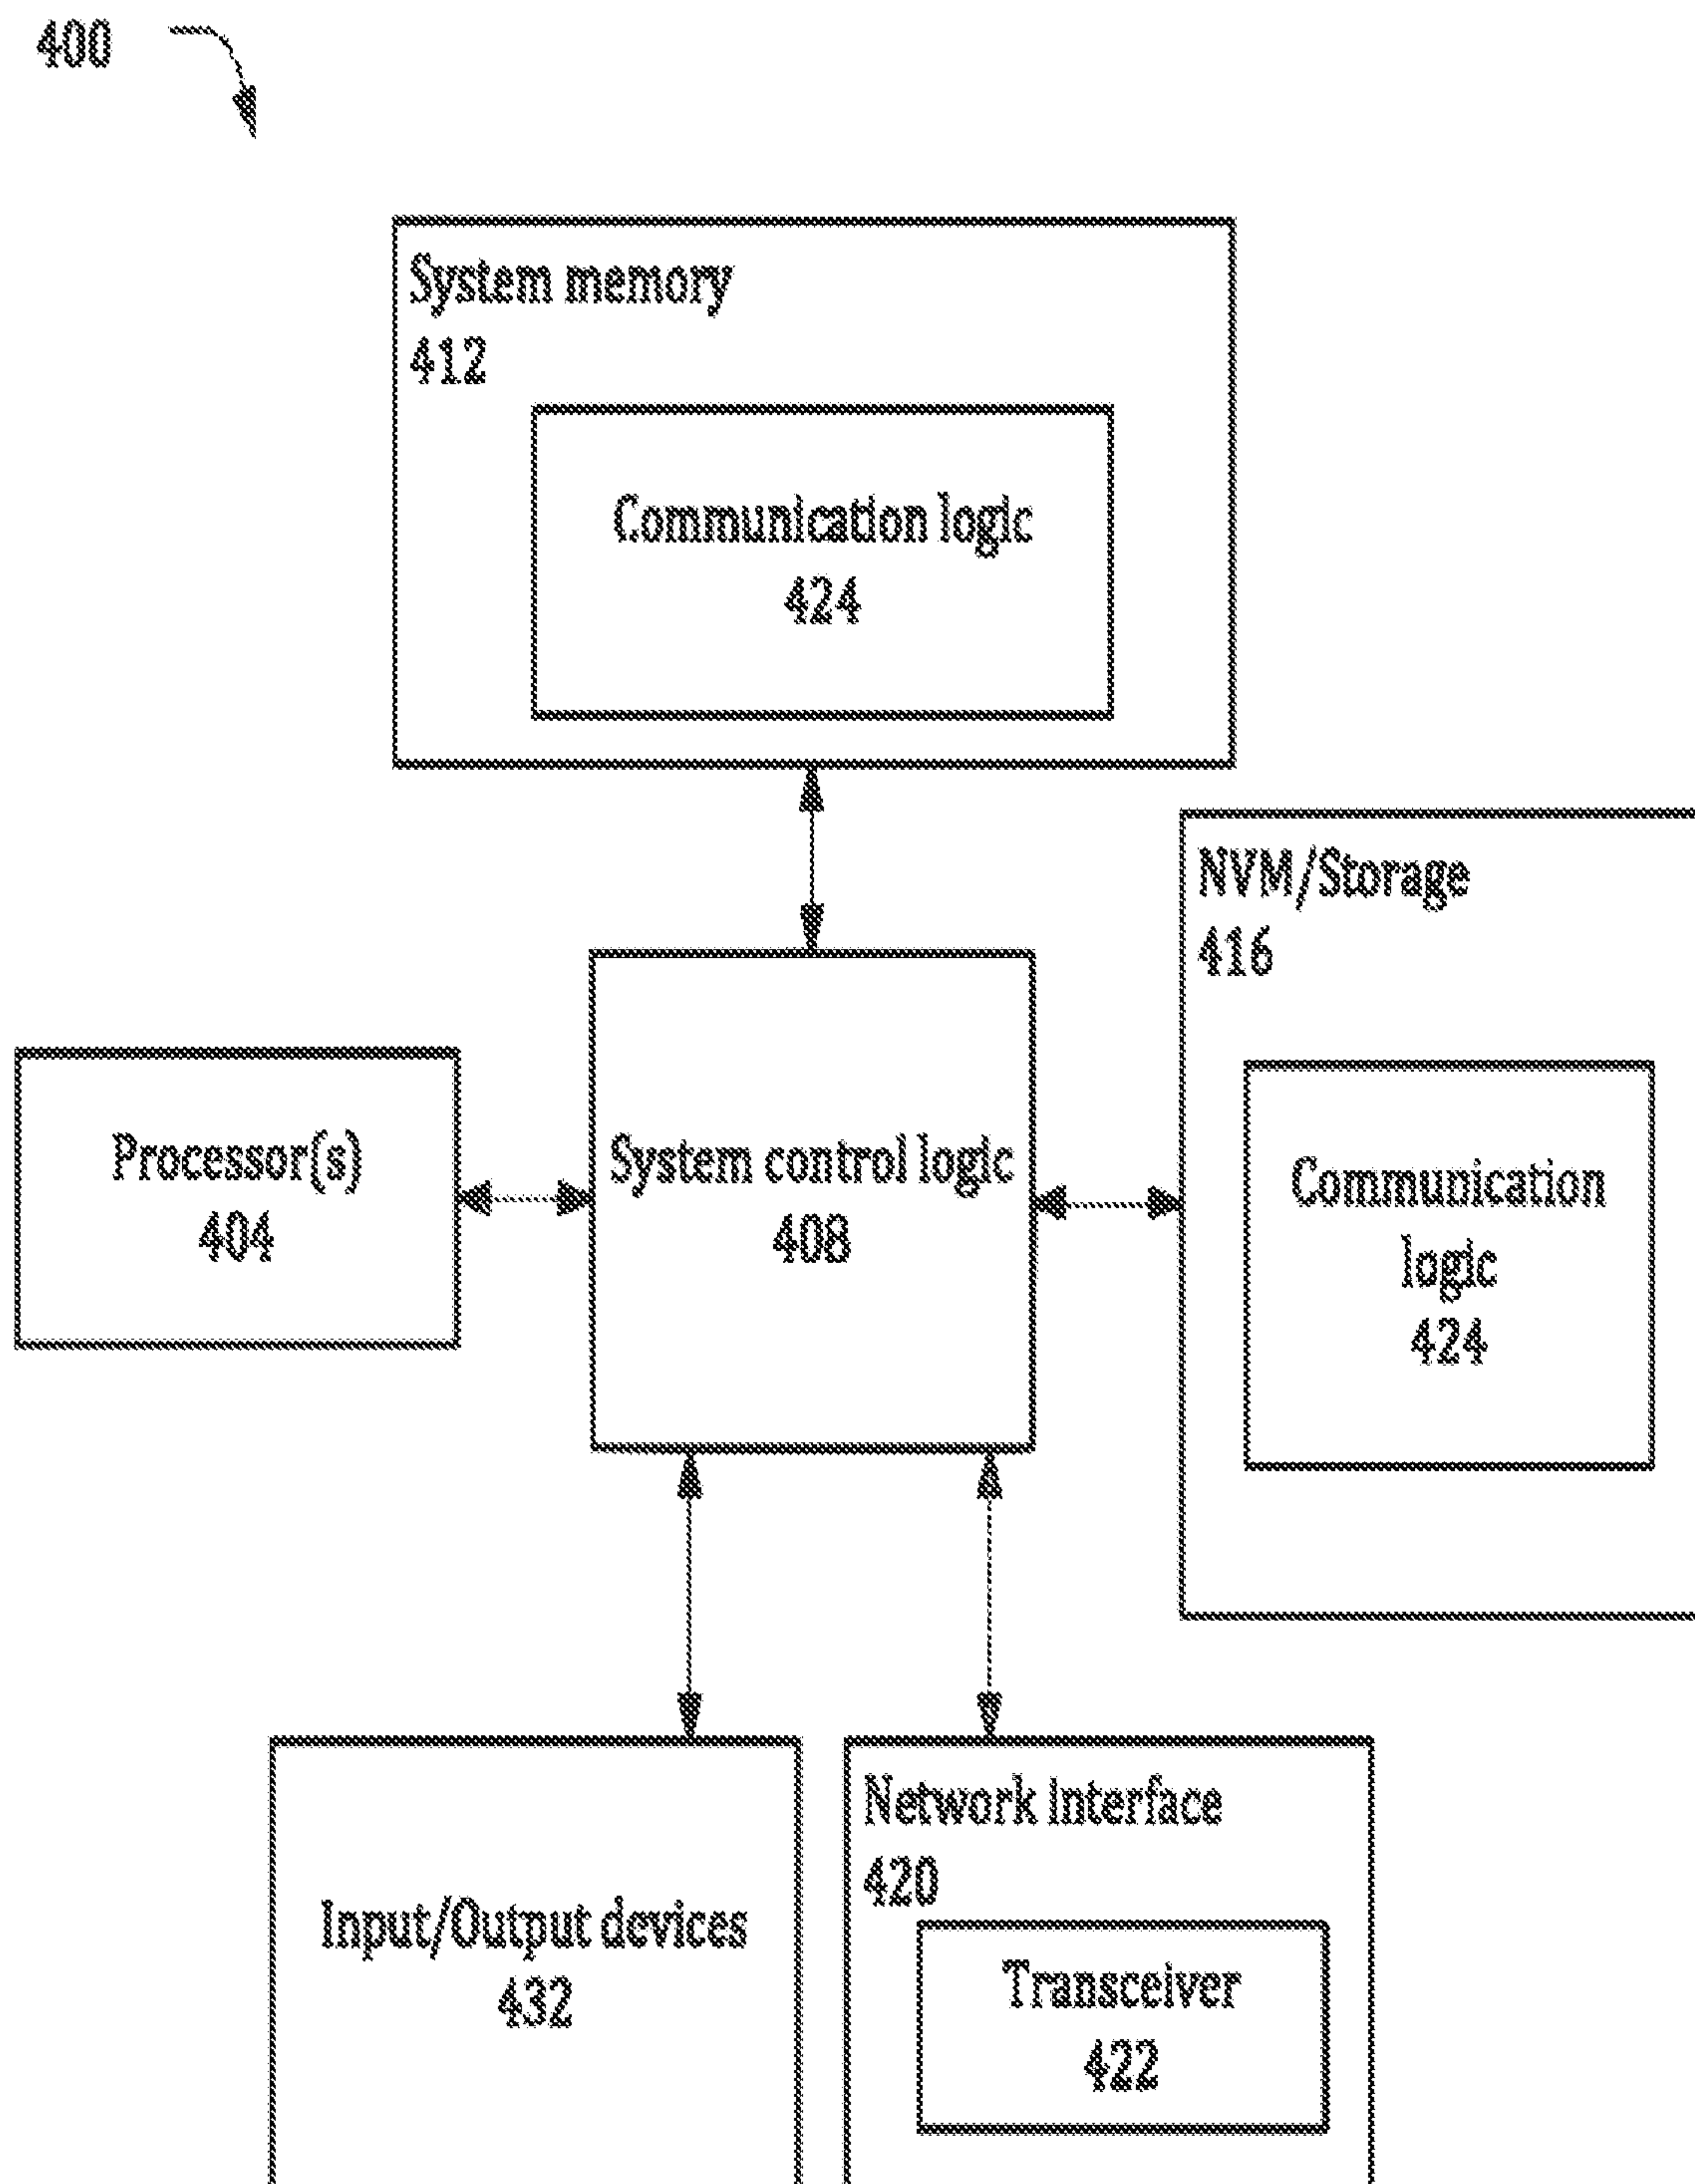 400
System memory
412
Communication logic
424
NVM/Storage
416
Communication
logic
424
Processor(s)
404
System control logic
408
Input/Output devices
432
Network Interface
420
Transceiver
422